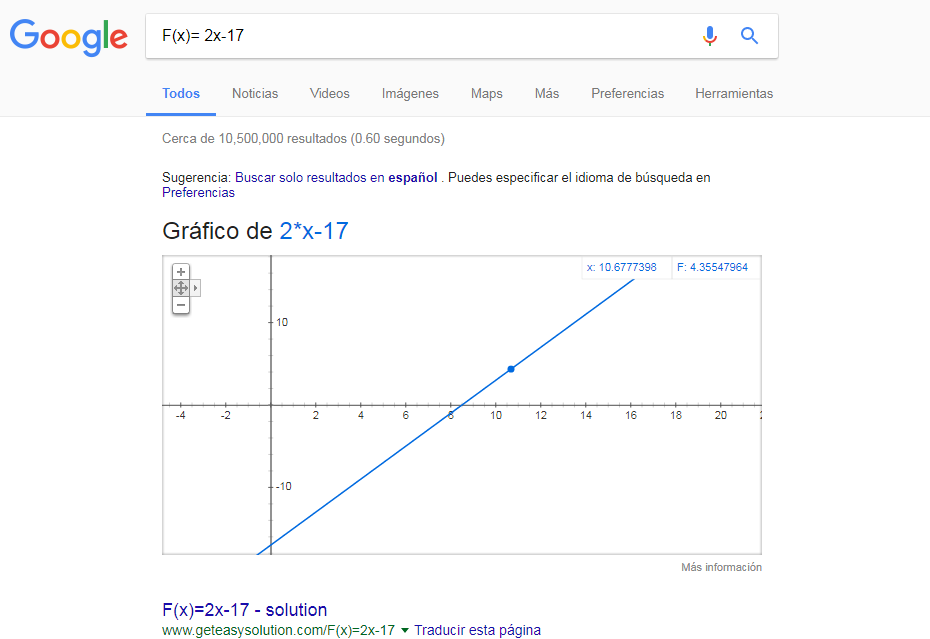 Google
F(x)= 2x-17
Todos Noticias Videos Imágenes Maps Más Preferencias Herramientas
Cerca de 10,500,000 resultados (0.60 segundos)
Sugerencia: Buscar solo resultados en español . Puedes especificar el idioma de búsqueda en
Preferencias
Gráfico de 2*x-17
x: 10.6777398 F: 4.35547964
10
-4 -2 2 4 6 8 10 12 14 16 18 20
-10
Más información
F(x)=2x-17 - solution
www.geteasysolution.com/F(x)=2x-17 Traducir esta página